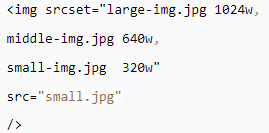 <img srcset="large-img.jpg 1024w,
middle-img.jpg 640w,
small-img.jpg  320w"
src="small.jpg"
/>